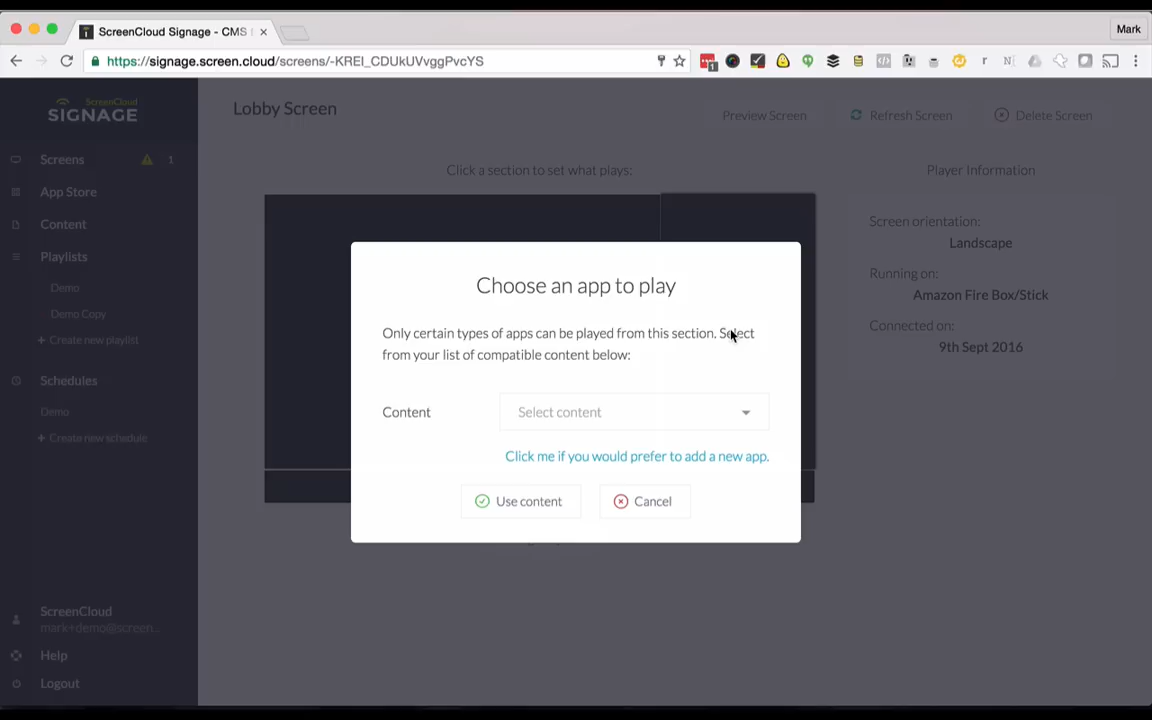 ScreenCloud Signage - CMS
Mark
https://signage.screen.cloud/screens/-KREI_CDUkUVvggPvcYS
ScreenCloud
SIGNAGE
Screens 1
App Store
Content
Playlists
Demo
Demo Copy
+ Create new playlist
Schedules
Demo
+ Create new schedule
ScreenCloud
mark+demo@screen...
Help
Logout
Lobby Screen
Preview Screen
Refresh Screen
Delete Screen
Click a section to set what plays:
Player Information
Screen orientation:
Landscape
Running on:
Amazon Fire Box/Stick
Connected on:
9th Sept 2016
Choose an app to play
Only certain types of apps can be played from this section. Select
from your list of compatible content below:
Content
Select content
Click me if you would prefer to add a new app.
Use content
Cancel